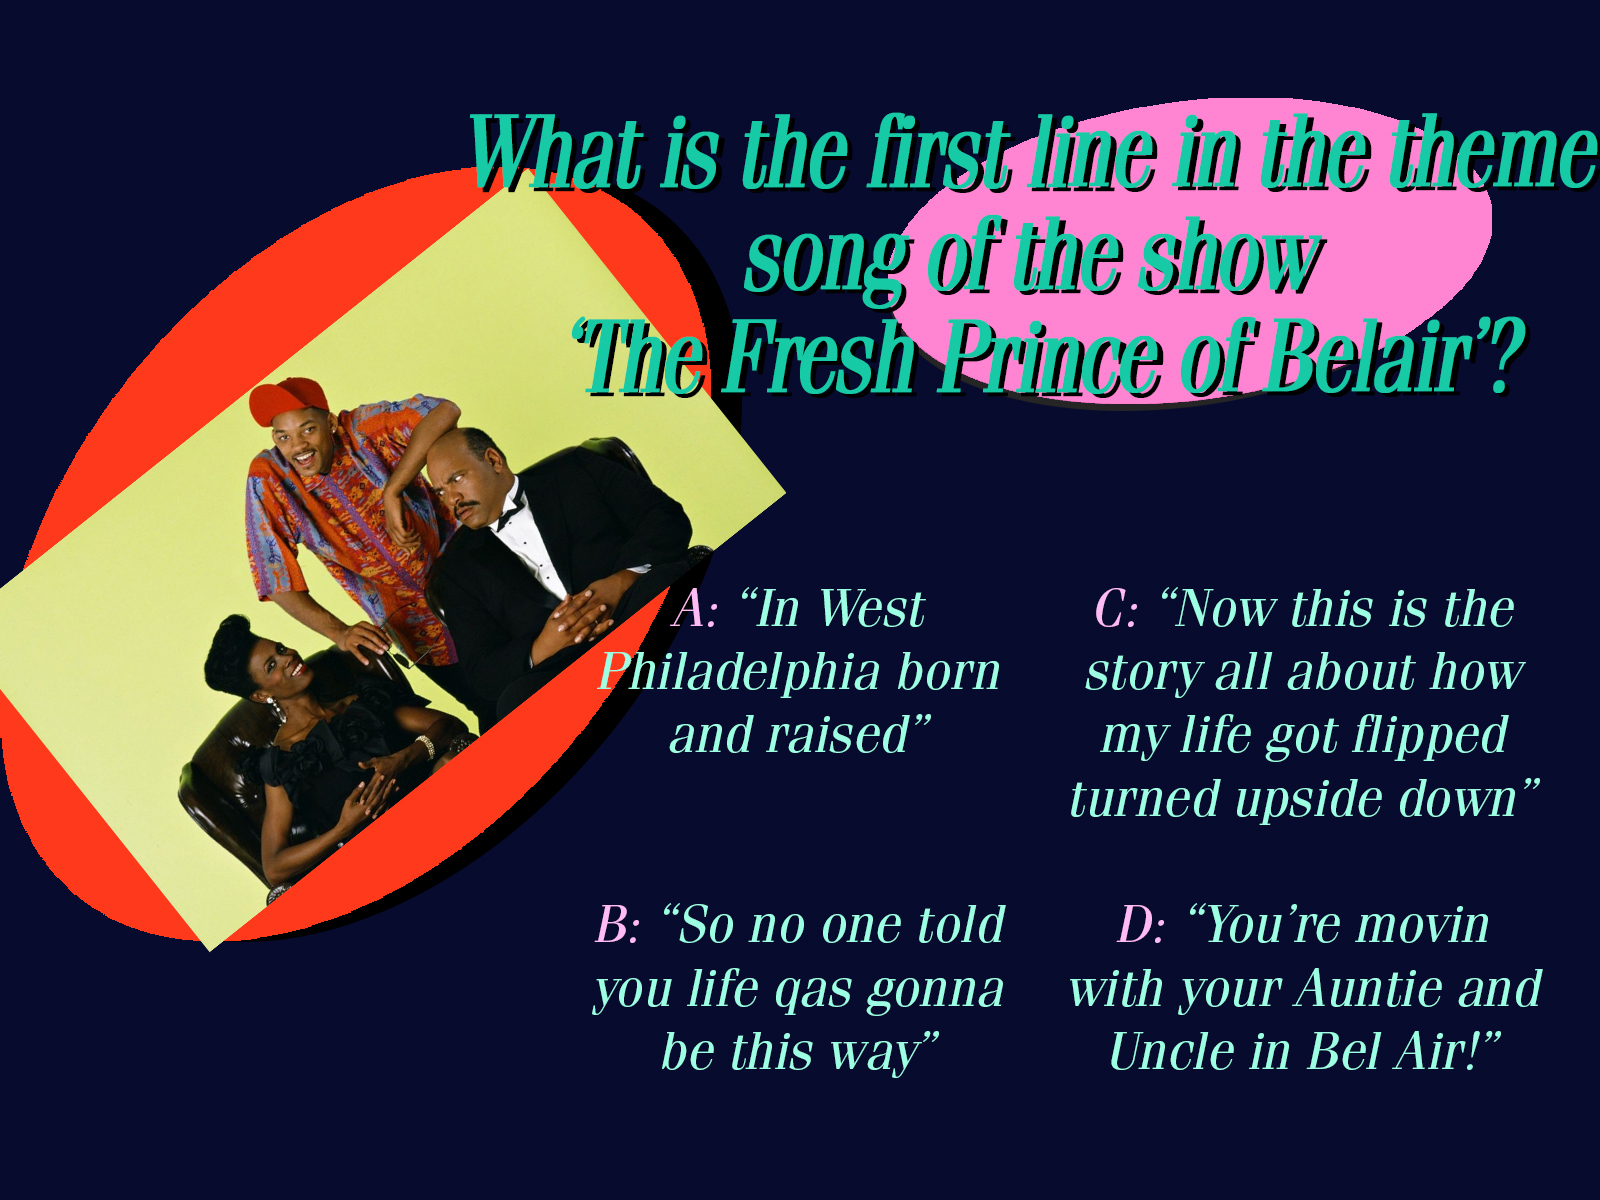 What is the first line in the theme
song of the show
‘The Fresh Prince of Belair’?
A: “In West
Philadelphia born
and raised”
B: “So no one told
you life qas gonna
be this way”
C: “Now this is the
story all about how
my life got flipped
turned upside down”
D: “You’re movin
with your Auntie and
Uncle in Bel Air!”